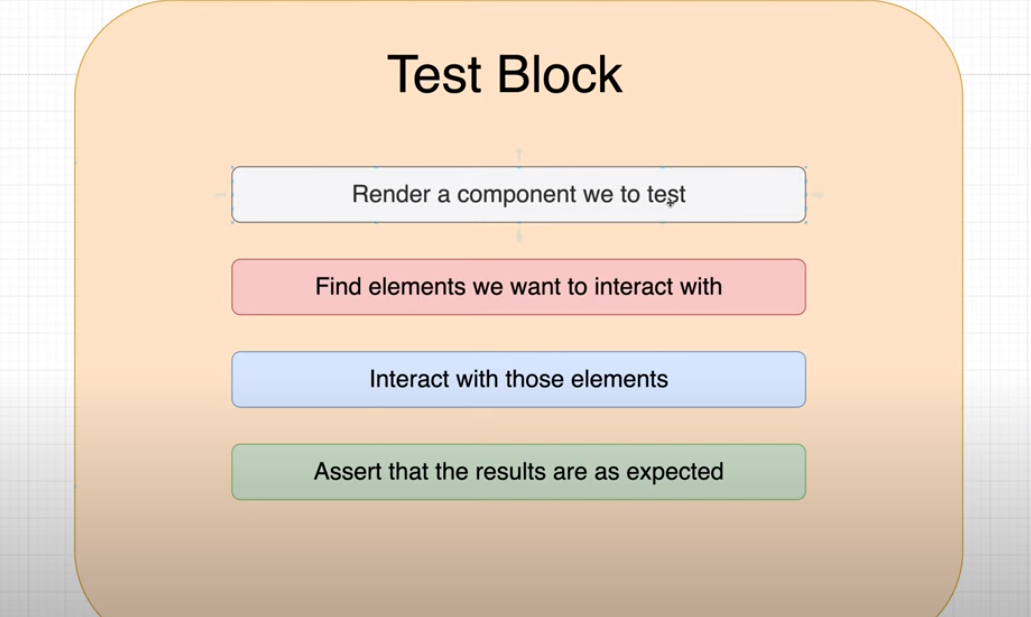 Test Block
Render a component we to test
Find elements we want to interact with
Interact with those elements
Assert that the results are as expected